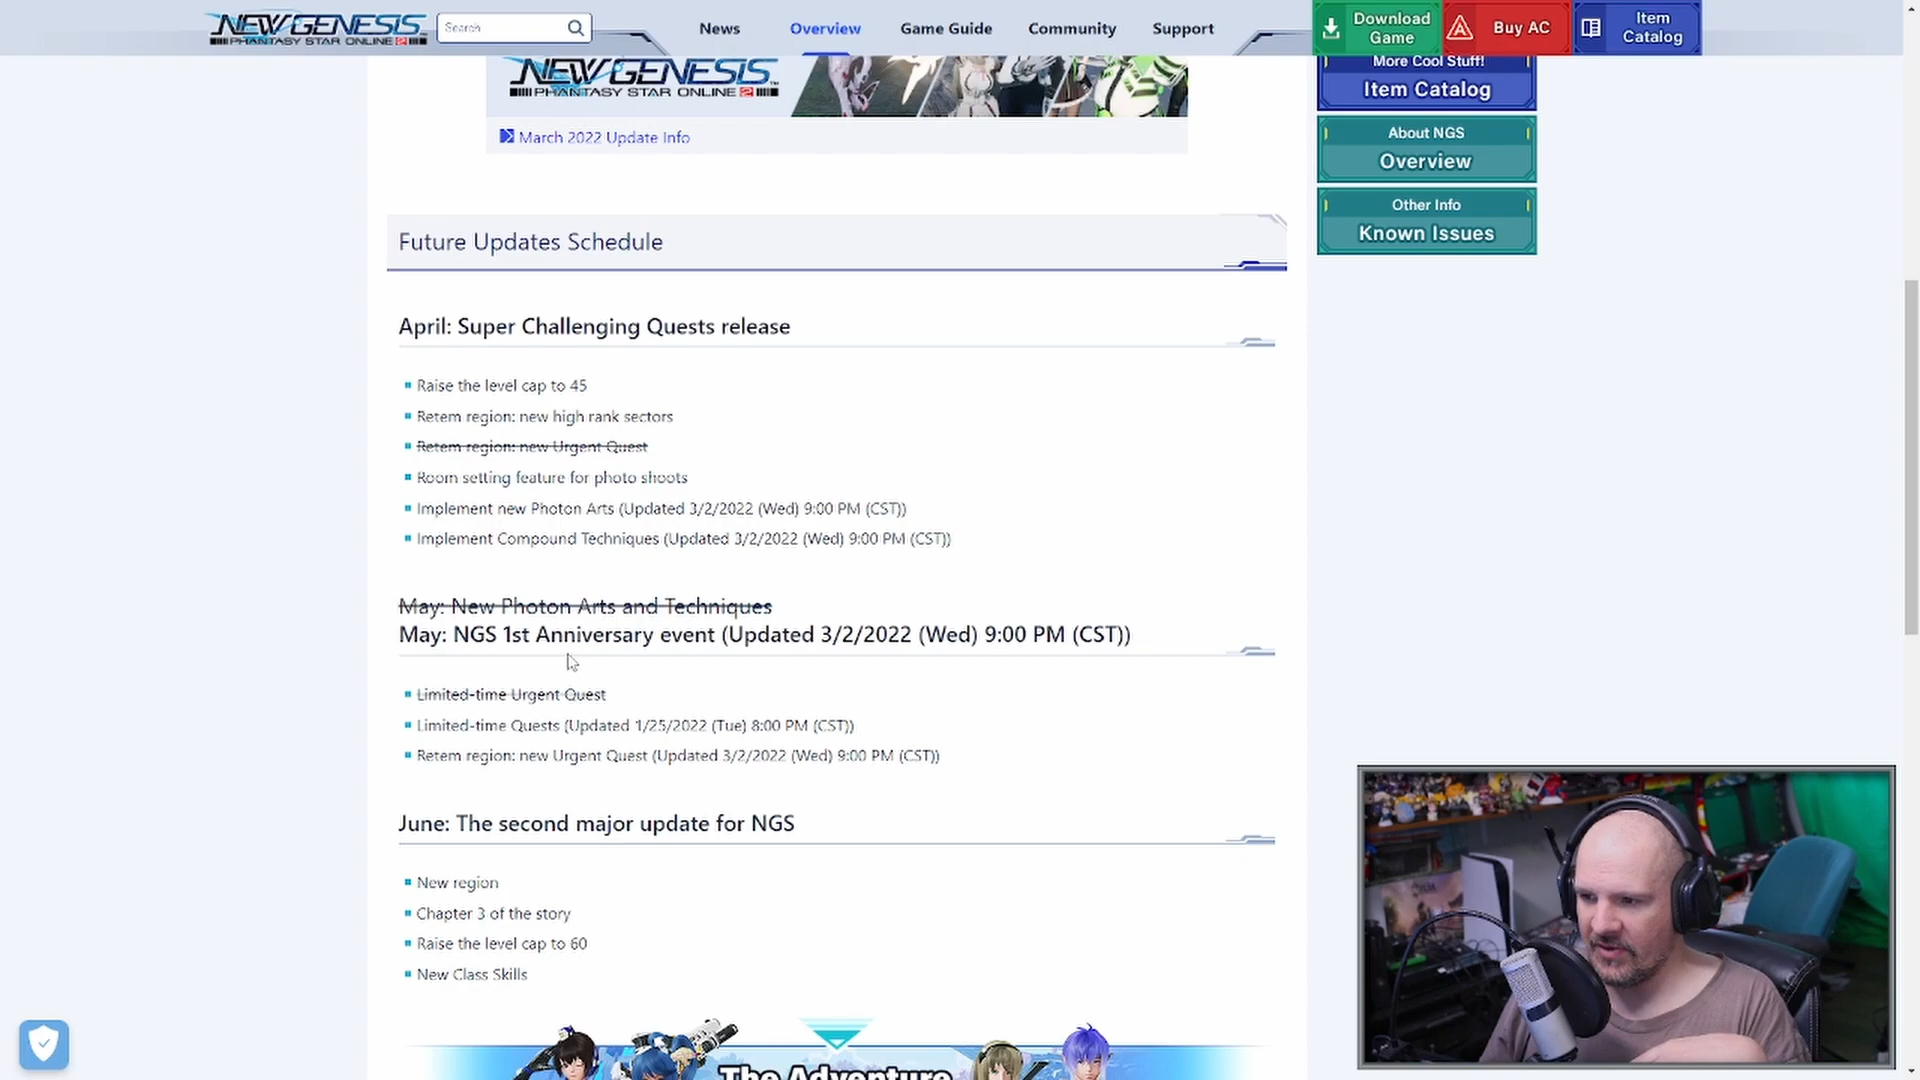 NEW GENESIS
PHANTASY STAR ONLINE 2
Search
News
Overview
Game Guide
Community
Support
Download
Game
Buy AC
Item
Catalog
NEW GENESIS
PHANTASY STAR ONLINE 2
March 2022 Update Info
More Cool Stuff!
Item Catalog
About NGS
Overview
Other Info
Known Issues
Future Updates Schedule
April: Super Challenging Quests release
Raise the level cap to 45
Retem region: new high rank sectors
Retem region: new Urgent Quest
Room setting feature for photo shoots
Implement new Photon Arts (Updated 3/2/2022 (Wed) 9:00 PM (CST))
Implement Compound Techniques (Updated 3/2/2022 (Wed) 9:00 PM (CST))
May: New Photon Arts and Techniques
May: NGS 1st Anniversary event (Updated 3/2/2022 (Wed) 9:00 PM (CST))
Limited-time Urgent Quest
Limited-time Quests (Updated 1/25/2022 (Tue) 8:00 PM (CST))
Retem region: new Urgent Quest (Updated 3/2/2022 (Wed) 9:00 PM (CST))
June: The second major update for NGS
New region
Chapter 3 of the story
Raise the level cap to 60
New Class Skills
The Adventure